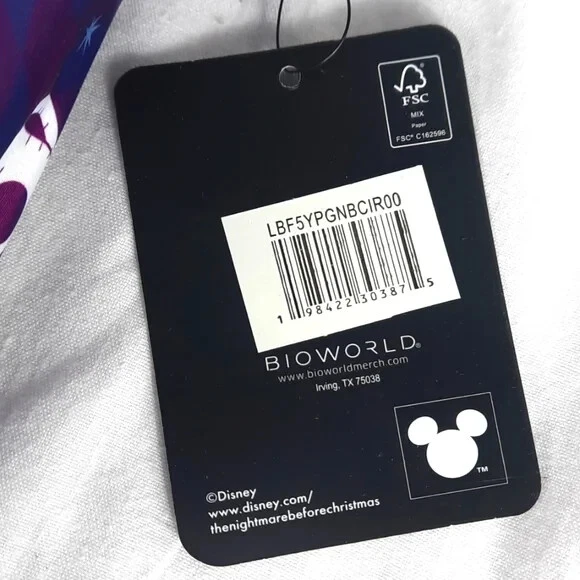 FSC
MIX
Paper
FSC® C162596
LBF5YPGNBCIR00
1 98422 30387 5
BIOWORLD®
www.bioworldmerch.com
Irving, TX 75038
TM
©Disney
www.disney.com/
thenightmarebeforechristmas